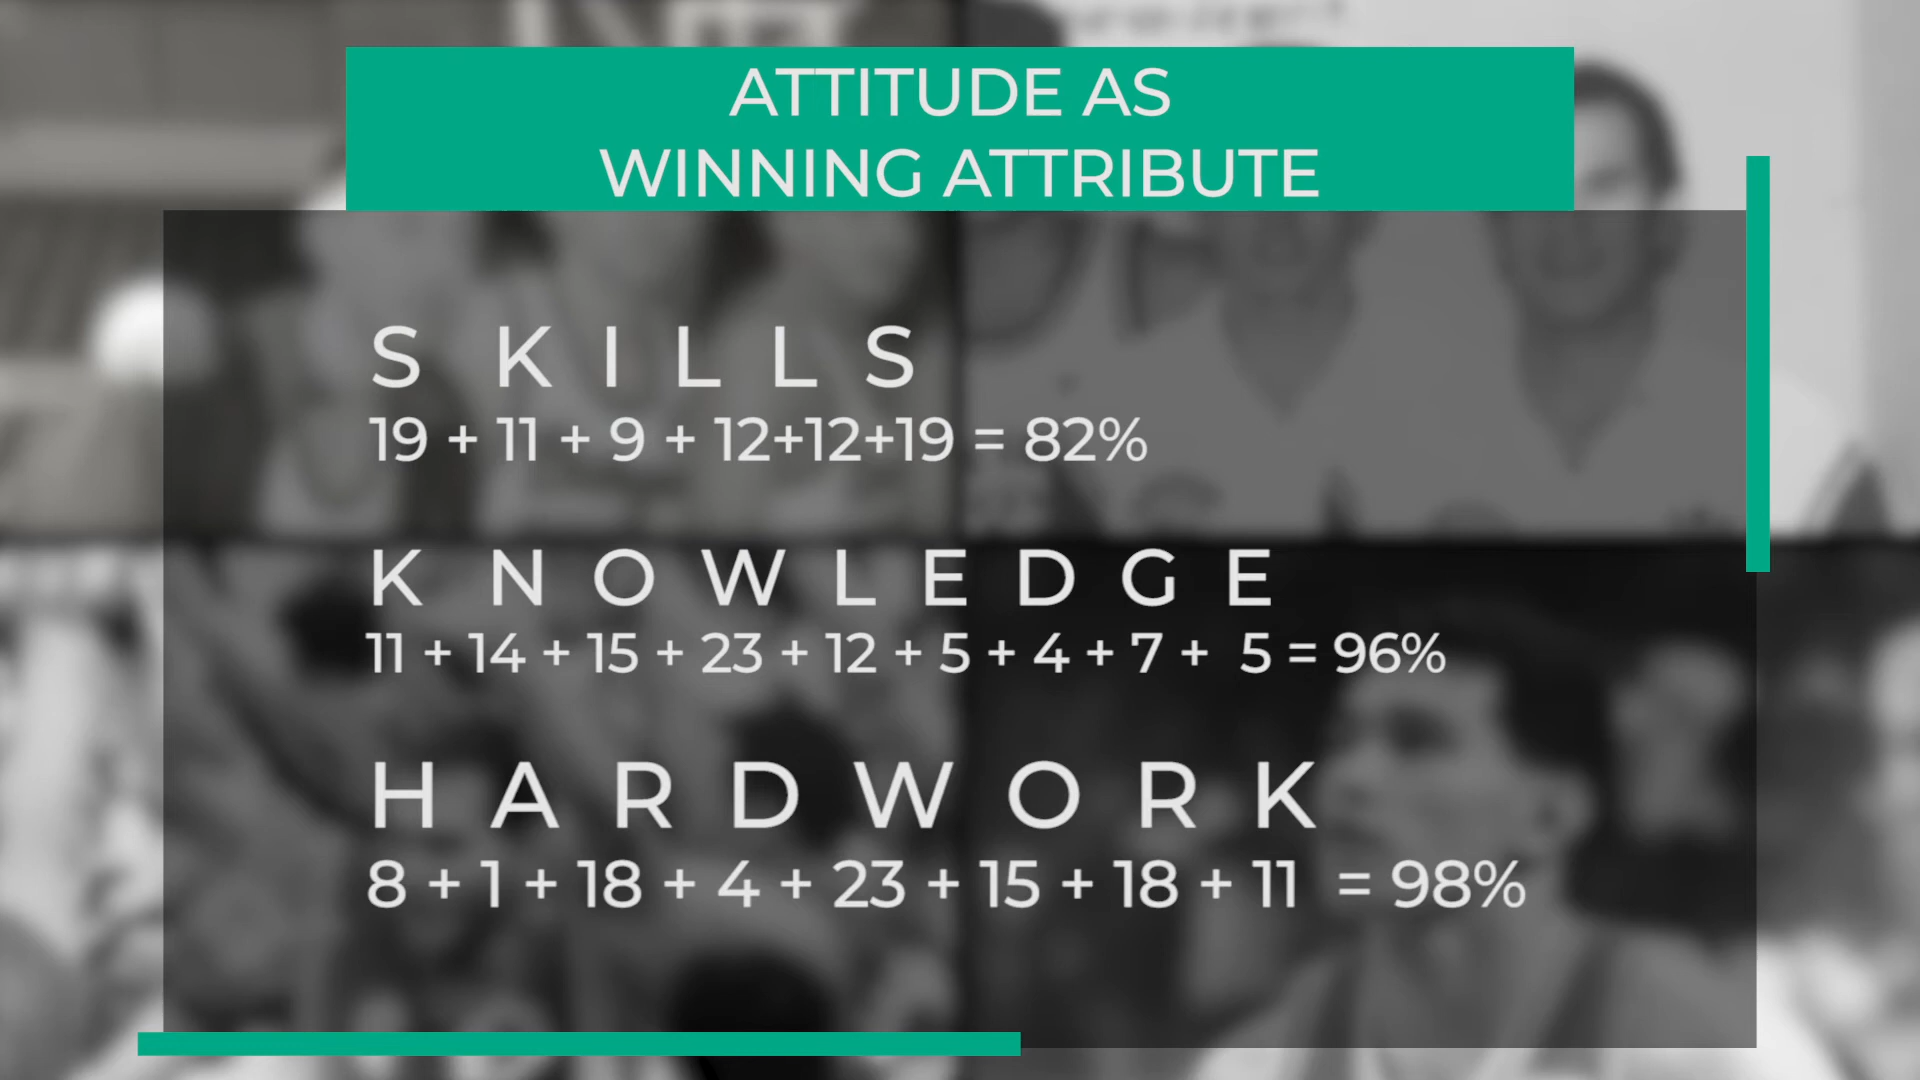 ATTITUDE AS
WINNING ATTRIBUTE
S K I L L S
19 + 11 + 9 + 12+12+19 = 82%
K N O W L E D G E
11 + 14 + 15 + 23 + 12 + 5 + 4 + 7 + 5 = 96%
H A R D W O R K
8 + 1 + 18 + 4 + 23 + 15 + 18 + 11 = 98%